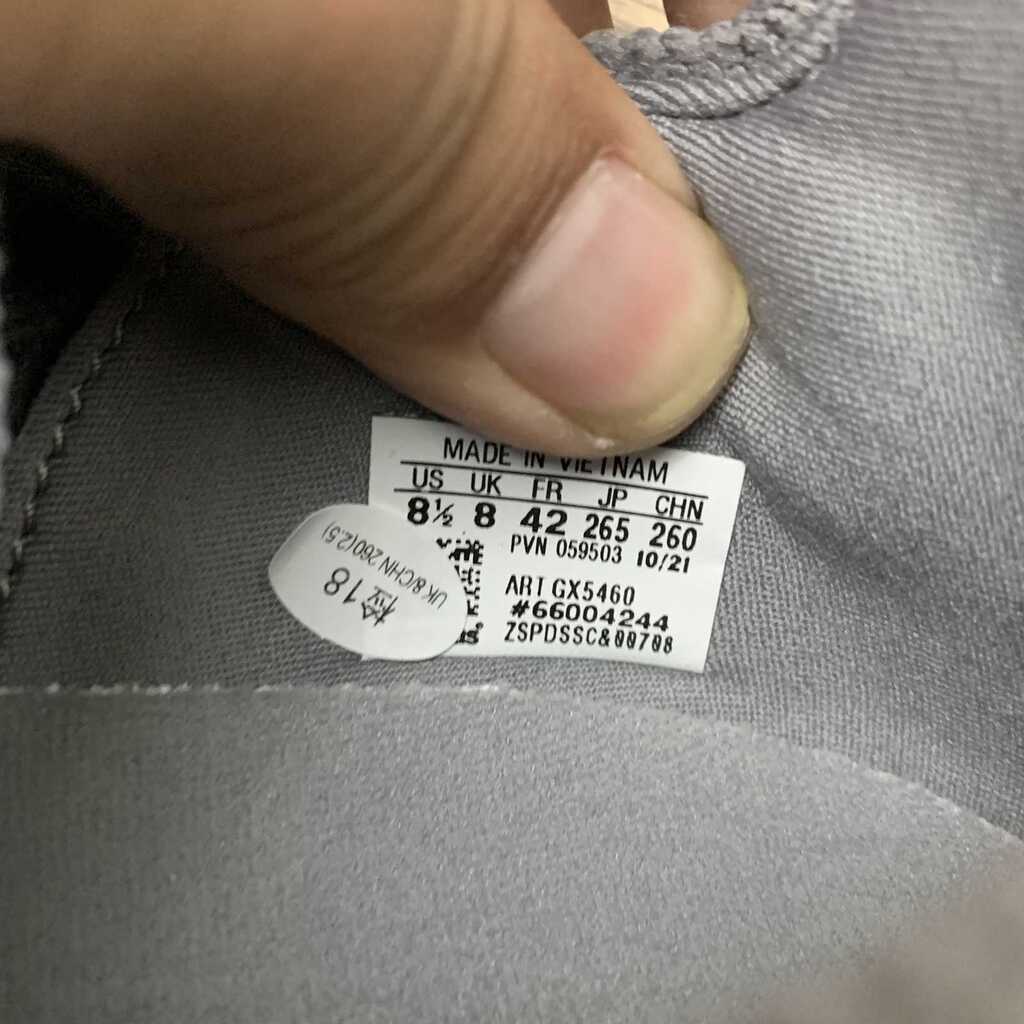 MADE IN VIETNAM
US UK FR JP CHN
8½ 8 42 265 260
PVN 059503 10/21
ART GX5460
#66004244
ZSPDSSC&00708
UK 8/CHN 260(2.5)
检18